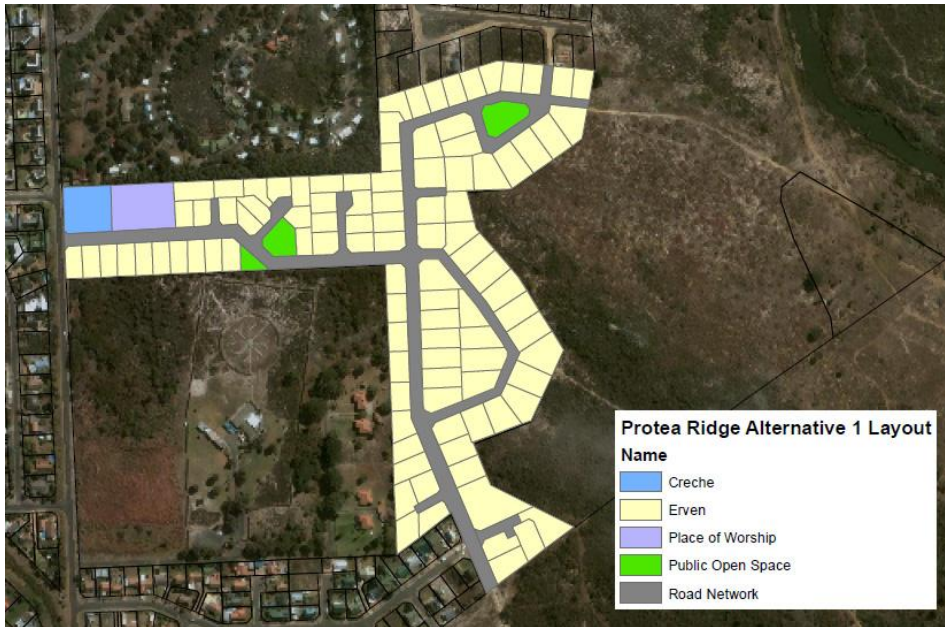 Protea Ridge Alternative 1 Layout
Name
Creche
Erven
Place of Worship
Public Open Space
Road Network